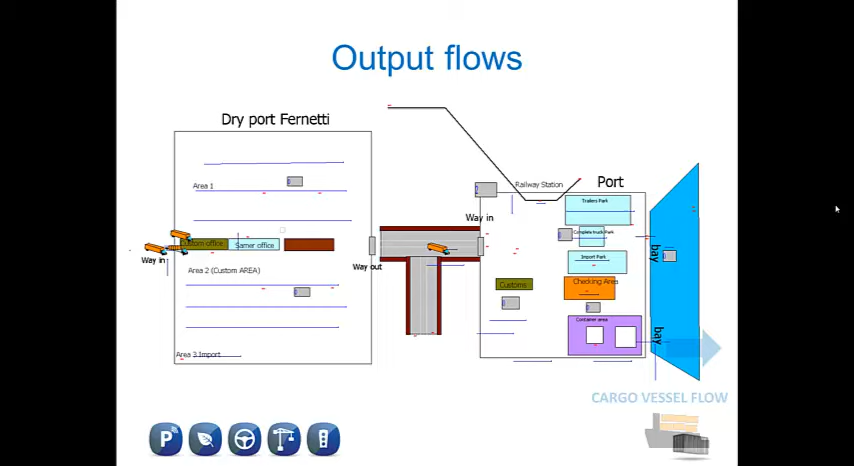 Output flows
Dry port Fernetti
Area 1
Railway Station
Port
Trailers Park
Way in
Complete truck Park
Custom office
Samer office
bay
Way in
Way out
Import Park
Area 2 (Custom AREA)
Customs
Checking Area
Container area
bay
Area 3.Import
CARGO VESSEL FLOW
P